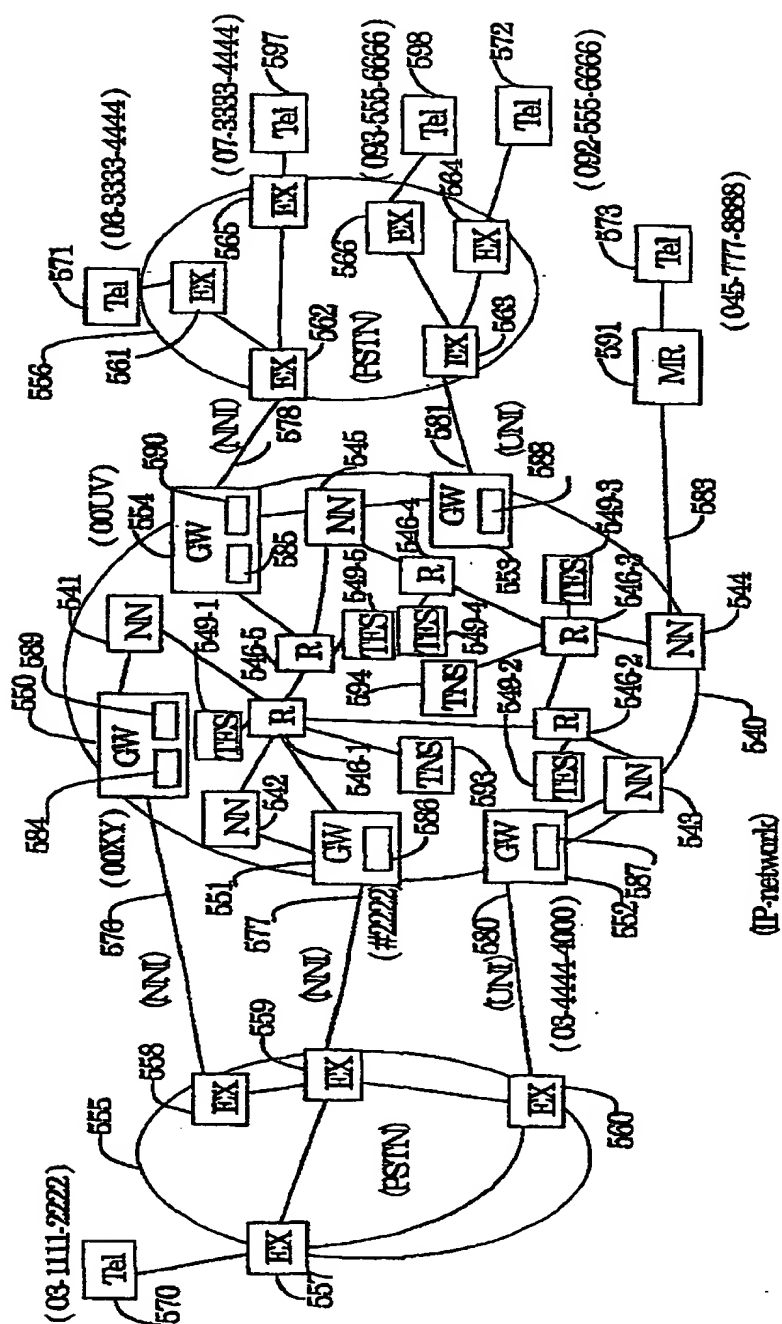 (03-1111-2222)
Tel
570
555
558
EX
557
EX
559
EX
(PSTN)
EX
560
(NNI)
576
(NNI)
577
(UNI)
580
(03-4444-4000)
(00XY)
(#2222)
584
550
589
541
GW
NN
551
GW
586
542
NN
552
GW
587
543
NN
549-1
TES
546-1
R
593
TNS
549-2
TES
546-2
R
546-5
R
549-5
TES
594
TNS
549-4
TES
546-4
R
549-3
TES
546-3
R
544
NN
540
(IP-network)
(00UV)
554
590
GW
585
545
NN
553
GW
588
(NNI)
578
581
(UNI)
583
556
571
Tel
(06-3333-4444)
561
EX
562
EX
565
EX
(07-3333-4444)
Tel
597
(PSTN)
563
EX
566
EX
(093-555-6666)
Tel
598
564
EX
Tel
572
(092-555-6666)
591
MR
573
Tel
(045-777-8888)